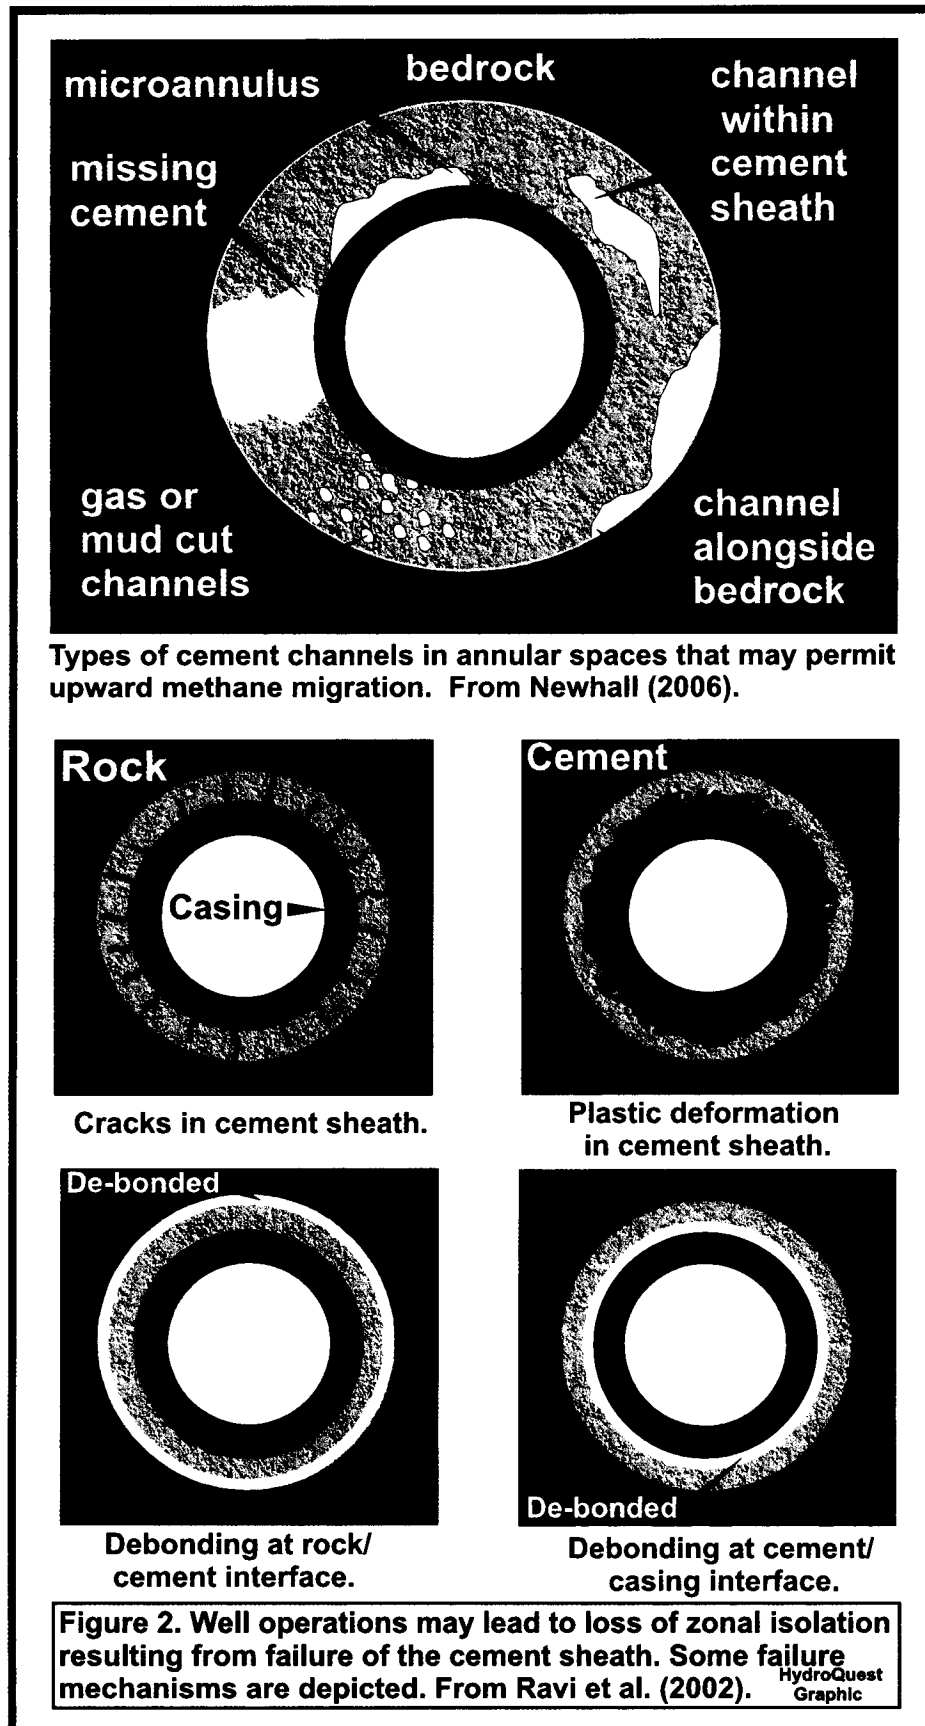 microannulus
bedrock
channel
within
cement
sheath
missing
cement
gas or
mud cut
channels
channel
alongside
bedrock
Types of cement channels in annular spaces that may permit
upward methane migration.  From Newhall (2006).
Rock
Casing
Cracks in cement sheath.
Cement
Plastic deformation
in cement sheath.
De-bonded
Debonding at rock/
cement interface.
De-bonded
Debonding at cement/
casing interface.
Figure 2. Well operations may lead to loss of zonal isolation
resulting from failure of the cement sheath. Some failure
mechanisms are depicted. From Ravi et al. (2002).
HydroQuest
Graphic